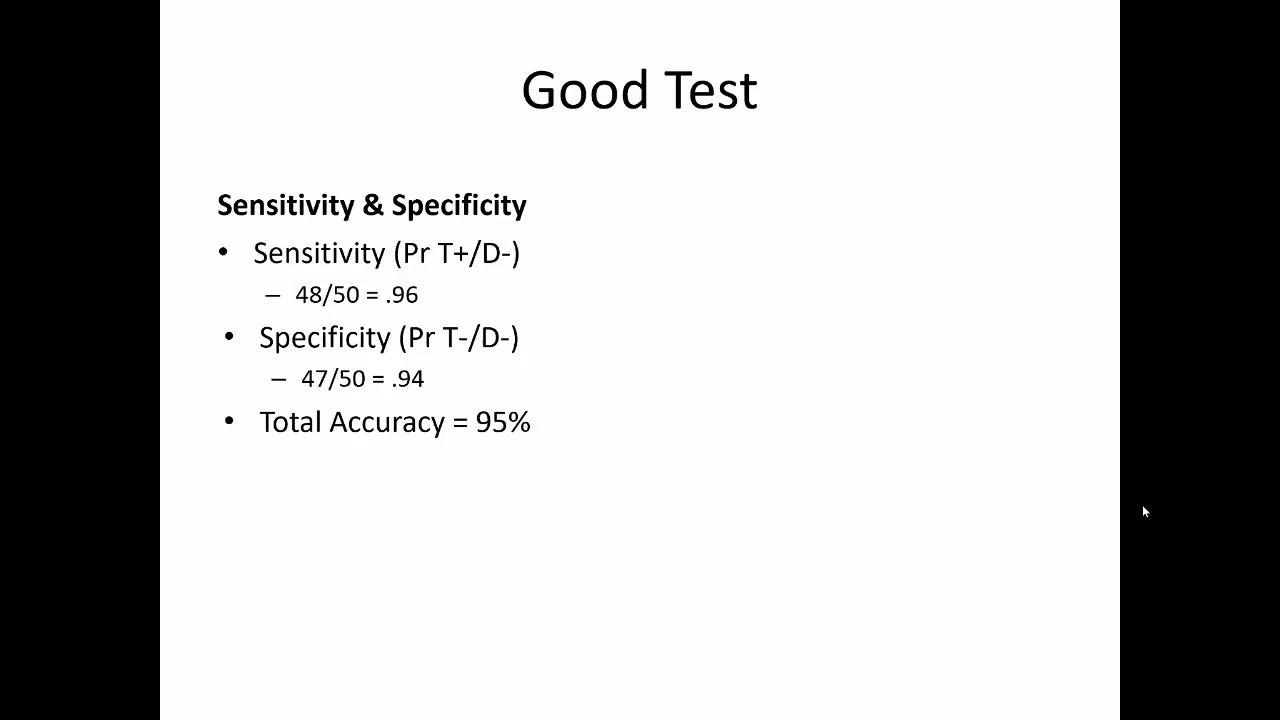 Good Test
Sensitivity & Specificity
• Sensitivity (Pr T+/D-)
– 48/50 = .96
• Specificity (Pr T-/D-)
– 47/50 = .94
• Total Accuracy = 95%